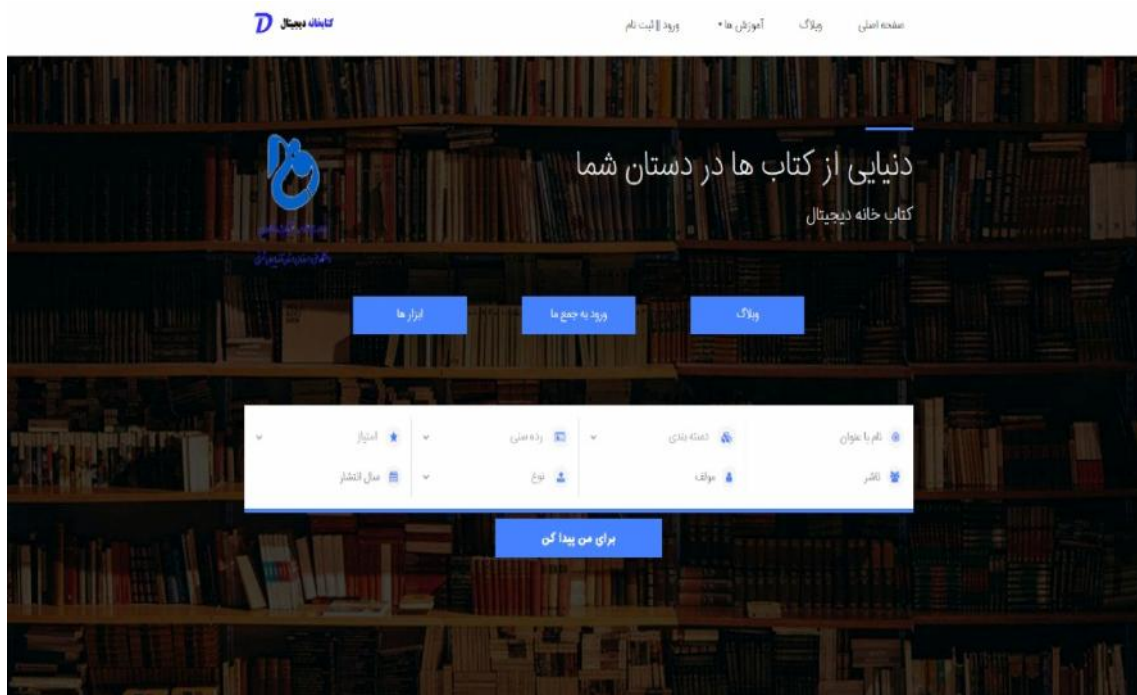 صفحه اصلی وبلاگ آموزش ها ورود || ثبت نام کتابخانه دیجیتال
دنیایی از کتاب ها در دستان شما
کتاب خانه دیجیتال
وبلاگ ورود به جمع ما ابزار ها
نام یا عنوان دسته بندی رده سنی امتیاز
ناشر مولف نوع سال انتشار
برای من پیدا کن